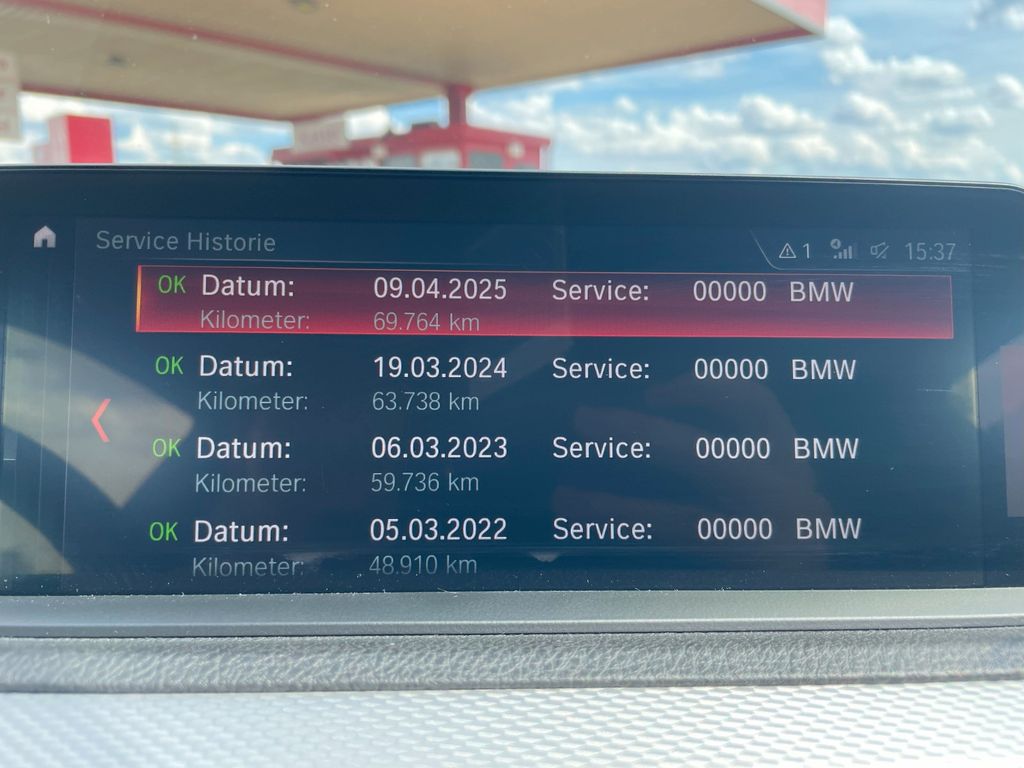 Service Historie
1 15:37
OK Datum: 09.04.2025 Service: 00000 BMW
Kilometer: 69.764 km
OK Datum: 19.03.2024 Service: 00000 BMW
Kilometer: 63.738 km
OK Datum: 06.03.2023 Service: 00000 BMW
Kilometer: 59.736 km
OK Datum: 05.03.2022 Service: 00000 BMW
Kilometer: 48.910 km